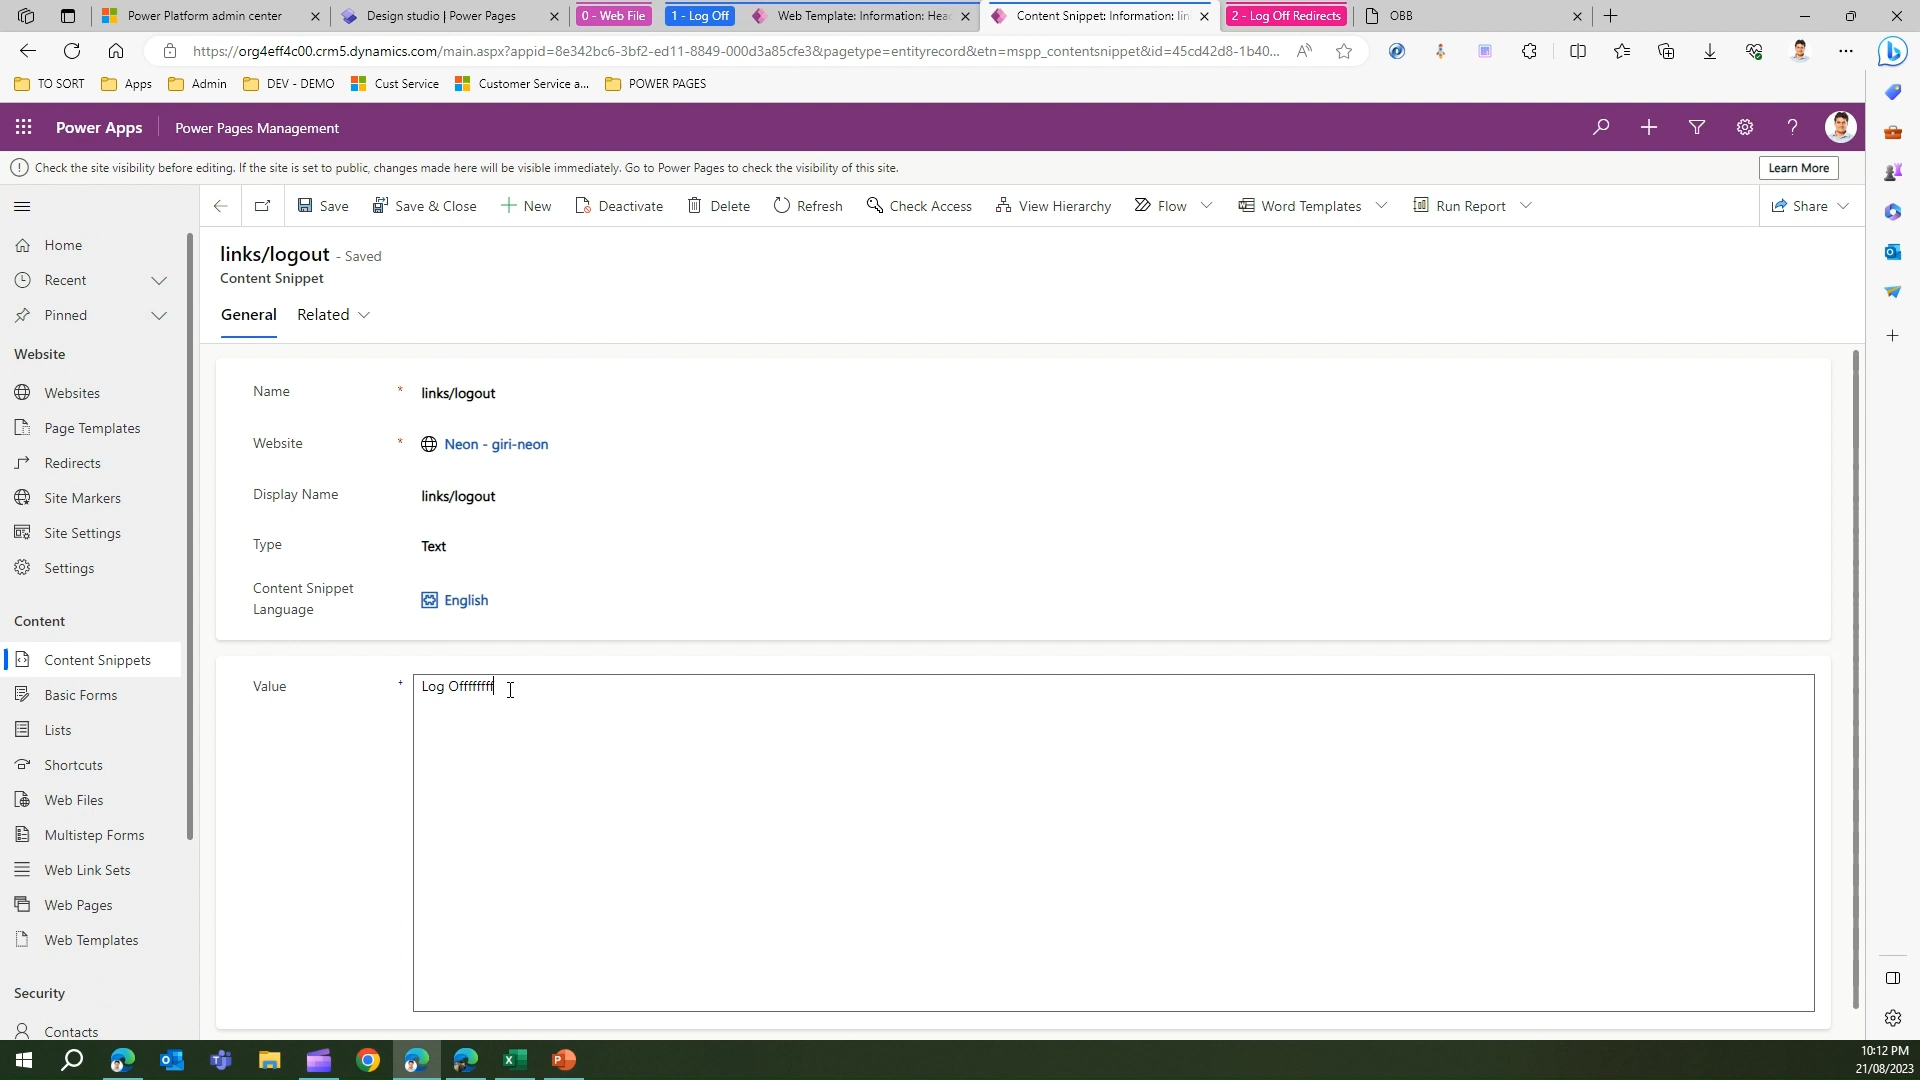 Power Platform admin center
Design studio | Power Pages
0 - Web File
1 - Log Off
Web Template: Information: Hea
Content Snippet: Information: lin
2 - Log Off Redirects
OBB
https://org4eff4c00.crm5.dynamics.com/main.aspx?appid=8e342bc6-3bf2-ed11-8849-000d3a85cfe3&pagetype=entityrecord&etn=mspp_contentsnippet&id=45cd42d8-1b40...
TO SORT
Apps
Admin
DEV - DEMO
Cust Service
Customer Service a...
POWER PAGES
Power Apps
Power Pages Management
Check the site visibility before editing. If the site is set to public, changes made here will be visible immediately. Go to Power Pages to check the visibility of this site.
Learn More
Save
Save & Close
New
Deactivate
Delete
Refresh
Check Access
View Hierarchy
Flow
Word Templates
Run Report
Share
Home
Recent
Pinned
Website
Websites
Page Templates
Redirects
Site Markers
Site Settings
Settings
Content
Content Snippets
Basic Forms
Lists
Shortcuts
Web Files
Multistep Forms
Web Link Sets
Web Pages
Web Templates
Security
Contacts
links/logout - Saved
Content Snippet
General
Related
Name * links/logout
Website * Neon - giri-neon
Display Name links/logout
Type Text
Content Snippet
Language
English
Value + Log Offffffff
10:12 PM
21/08/2023